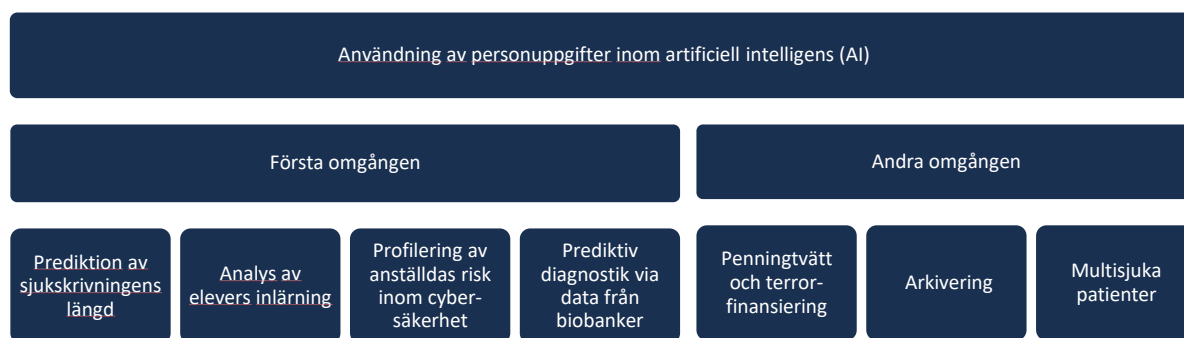 Användning av personuppgifter inom artificiell intelligens (AI)
Första omgången
Andra omgången
Prediktion av
sjukskrivningens
längd
Analys av
elevers inlärning
Profilering av
anställdas risk
inom cyber-
säkerhet
Prediktiv
diagnostik via
data från
biobanker
Penningtvätt
och terror-
finansiering
Arkivering
Multisjuka
patienter